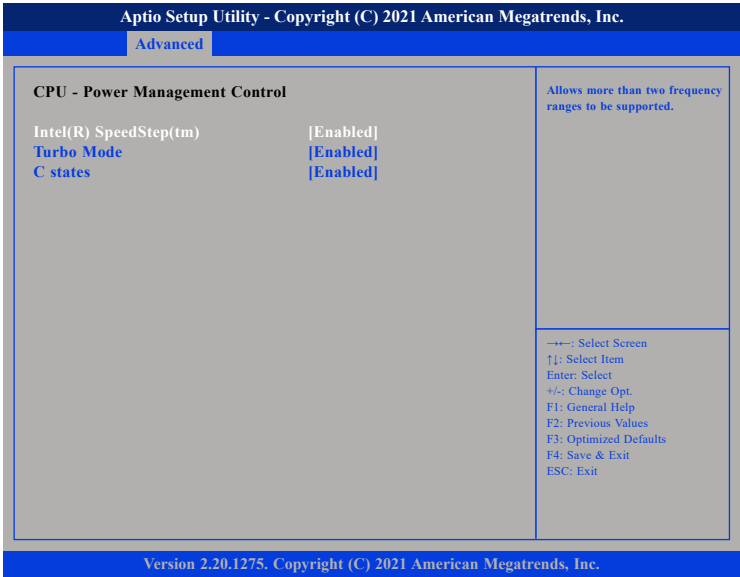 Aptio Setup Utility - Copyright (C) 2021 American Megatrends, Inc.
Advanced
CPU - Power Management Control
Intel(R) SpeedStep(tm) [Enabled]
Turbo Mode [Enabled]
C states [Enabled]
Allows more than two frequency
ranges to be supported.
→←: Select Screen
↑↓: Select Item
Enter: Select
+/-: Change Opt.
F1: General Help
F2: Previous Values
F3: Optimized Defaults
F4: Save & Exit
ESC: Exit
Version 2.20.1275. Copyright (C) 2021 American Megatrends, Inc.